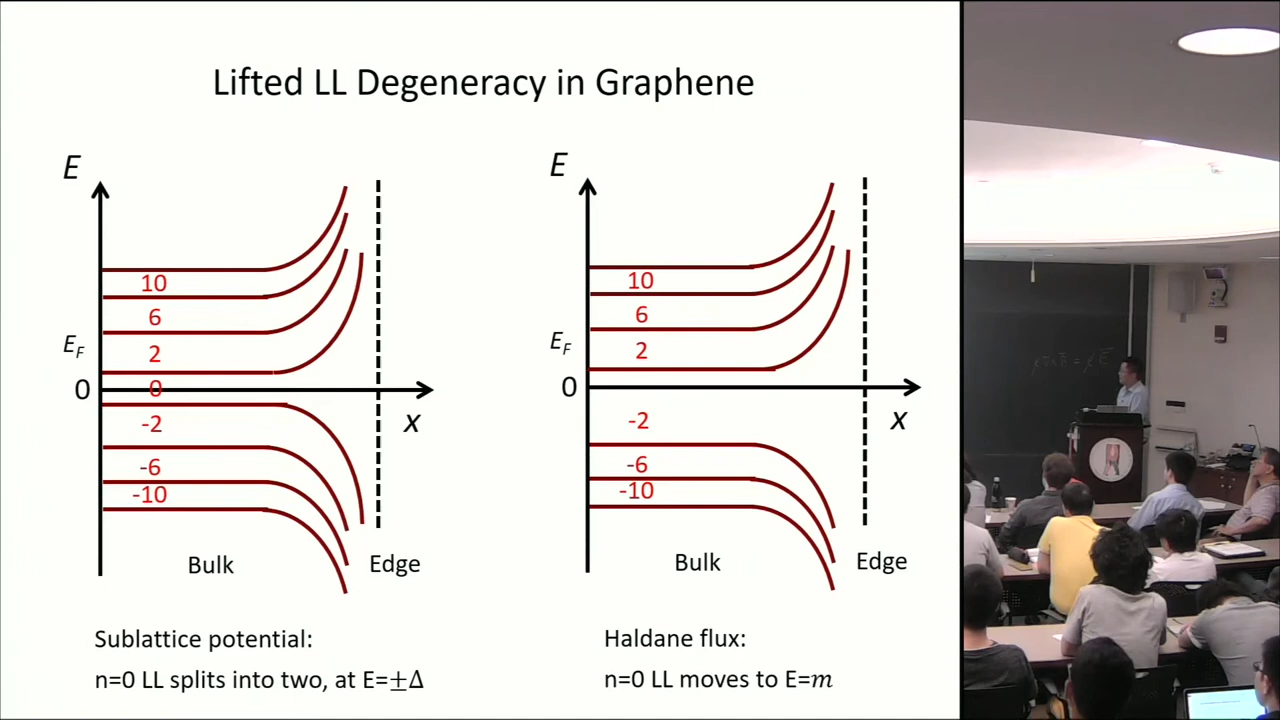 Lifted LL Degeneracy in Graphene
E
10
6
E_F
2
0
0
-2
x
-6
-10
Bulk
Edge
Sublattice potential:
n=0 LL splits into two, at E=±Δ
E
10
6
E_F
2
0
-2
x
-6
-10
Bulk
Edge
Haldane flux:
n=0 LL moves to E=m